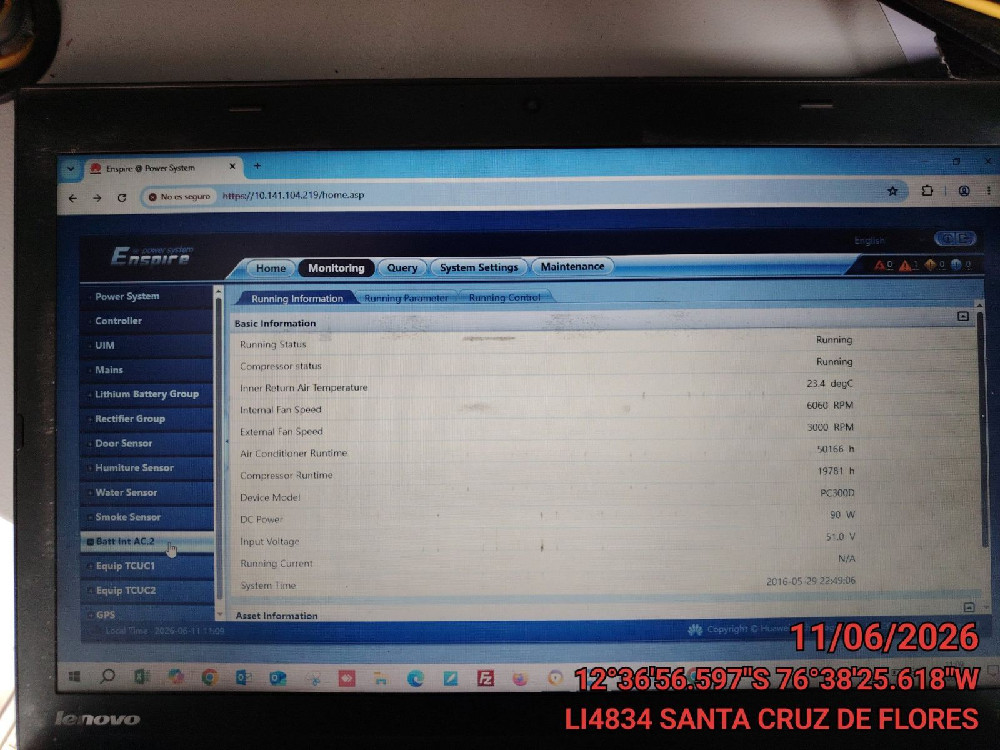 Enspire @ Power System
No es seguro
https://10.141.104.219/home.asp
Enspire @ power system
English
Home
Monitoring
Query
System Settings
Maintenance
0 1 0 0
Power System
Controller
UIM
Mains
Lithium Battery Group
Rectifier Group
Door Sensor
Humiture Sensor
Water Sensor
Smoke Sensor
Batt Int AC.2
Equip TCUC1
Equip TCUC2
GPS
Running Information
Running Parameter
Running Control
Basic Information
Running Status Running
Compressor status Running
Inner Return Air Temperature 23.4 degC
Internal Fan Speed 6060 RPM
External Fan Speed 3000 RPM
Air Conditioner Runtime 50166 h
Compressor Runtime 19781 h
Device Model PC300D
DC Power 90 W
Input Voltage 51.0 V
Running Current N/A
System Time 2016-05-29 22:49:06
Asset Information
Local Time 2026-06-11 11:09
Copyright © Huawei
11:09
11/06/2026
12°36'56.597"S 76°38'25.618"W
LI4834 SANTA CRUZ DE FLORES
lenovo